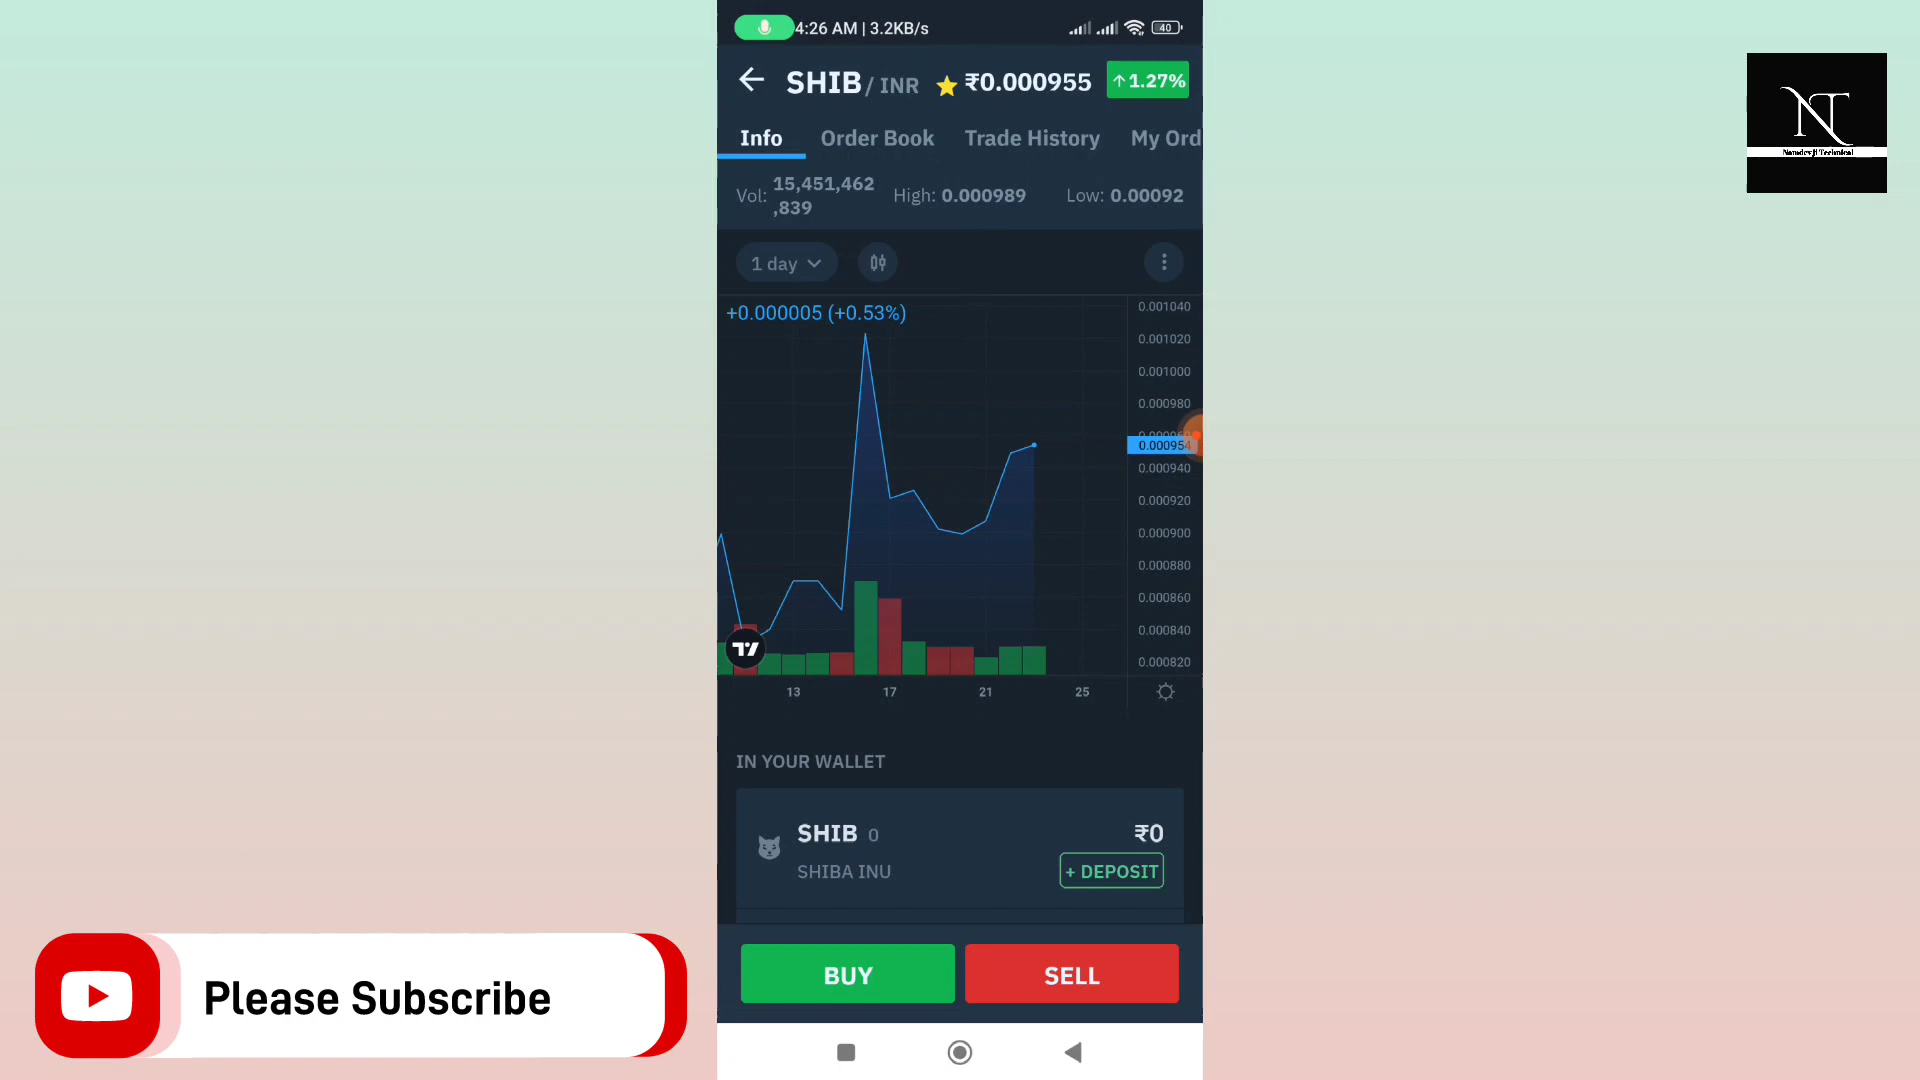 4:26 AM | 3.2KB/s
40
SHIB / INR ₹0.000955 ↑1.27%
Info Order Book Trade History My Ord
Vol: 15,451,462,839 High: 0.000989 Low: 0.00092
1 day
+0.000005 (+0.53%)
0.001040
0.001020
0.001000
0.000980
0.000954
0.000940
0.000920
0.000900
0.000880
0.000860
0.000840
0.000820
13 17 21 25
IN YOUR WALLET
SHIB 0 ₹0
SHIBA INU + DEPOSIT
BUY SELL
Please Subscribe
NT
Namdevji Technical